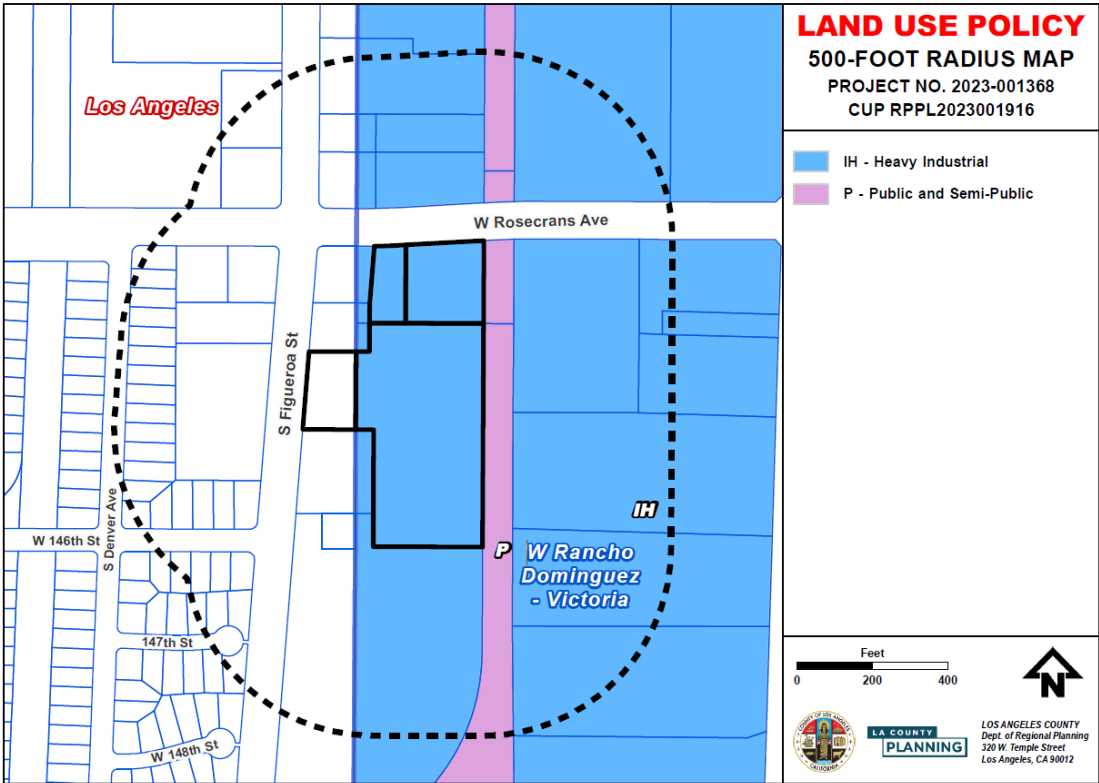 LAND USE POLICY
500-FOOT RADIUS MAP
PROJECT NO. 2023-001368
CUP RPPL2023001916
IH - Heavy Industrial
P - Public and Semi-Public
Los Angeles
W Rosecrans Ave
S Figueroa St
S Denver Ave
W 146th St
IH
P
W Rancho
Dominguez
- Victoria
147th St
W 148th St
Feet
0 200 400
N
LA COUNTY
PLANNING
LOS ANGELES COUNTY
Dept. of Regional Planning
320 W. Temple Street
Los Angeles, CA 90012